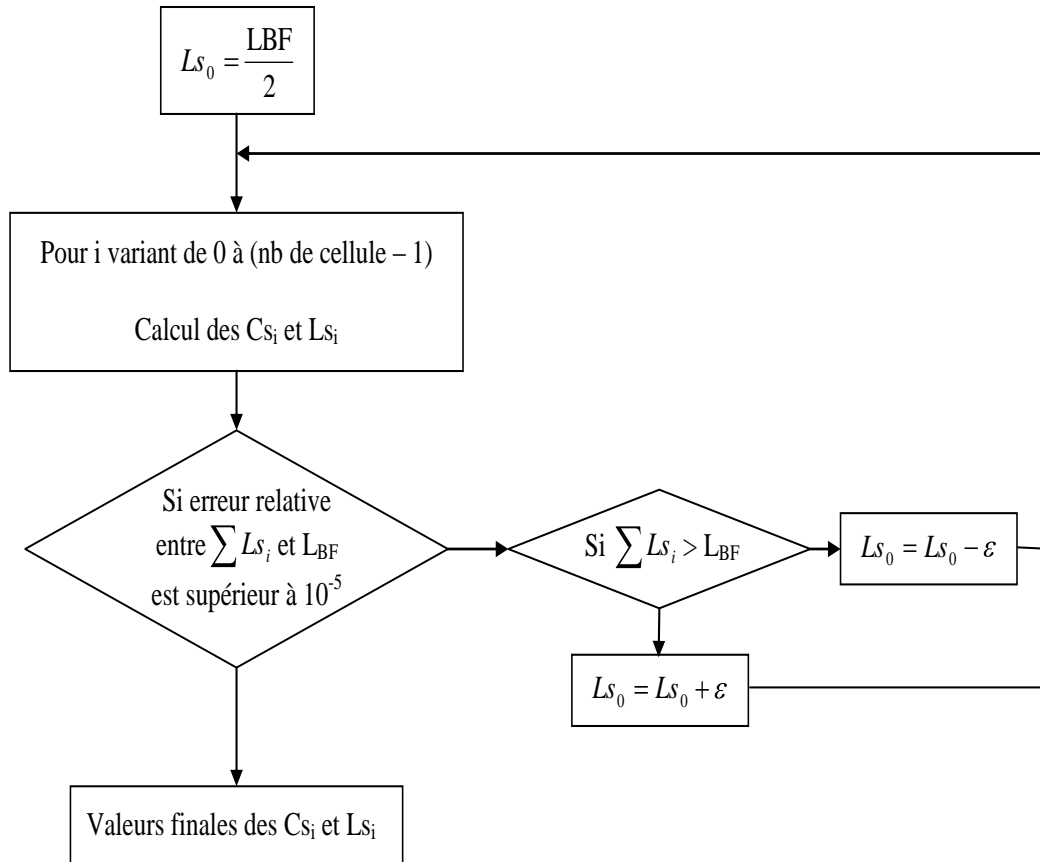 Ls₀ = LBF / 2
Pour i variant de 0 à (nb de cellule – 1)
Calcul des Csᵢ et Lsᵢ
Si erreur relative
entre ∑ Lsᵢ et L_BF
est supérieur à 10⁻⁵
Si ∑ Lsᵢ > L_BF
Ls₀ = Ls₀ − ε
Ls₀ = Ls₀ + ε
Valeurs finales des Csᵢ et Lsᵢ